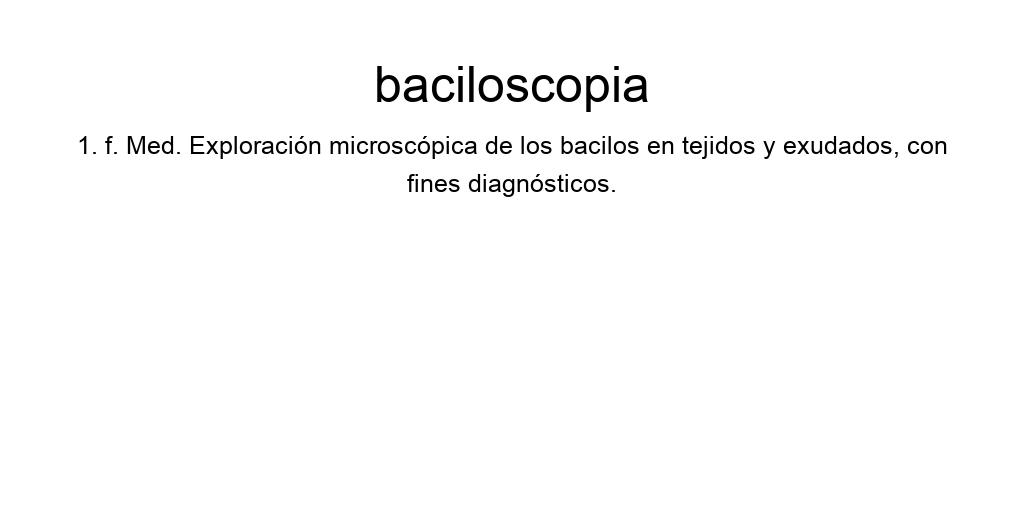 baciloscopia
1. f. Med. Exploración microscópica de los bacilos en tejidos y exudados, con
fines diagnósticos.